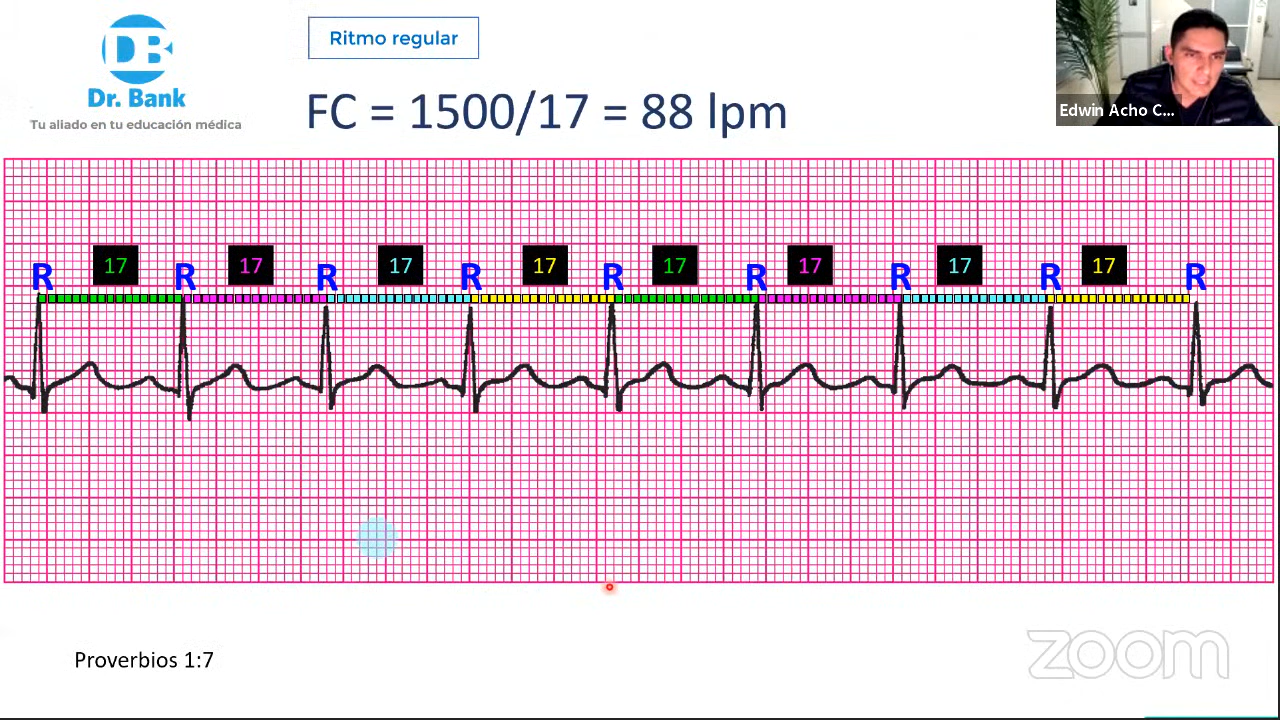 DB
Dr. Bank
Tu aliado en tu educación médica
Ritmo regular
FC = 1500/17 = 88 lpm
Edwin Acho C...
17 17 17 17 17 17 17 17
R R R R R R R R R
Proverbios 1:7
zoom